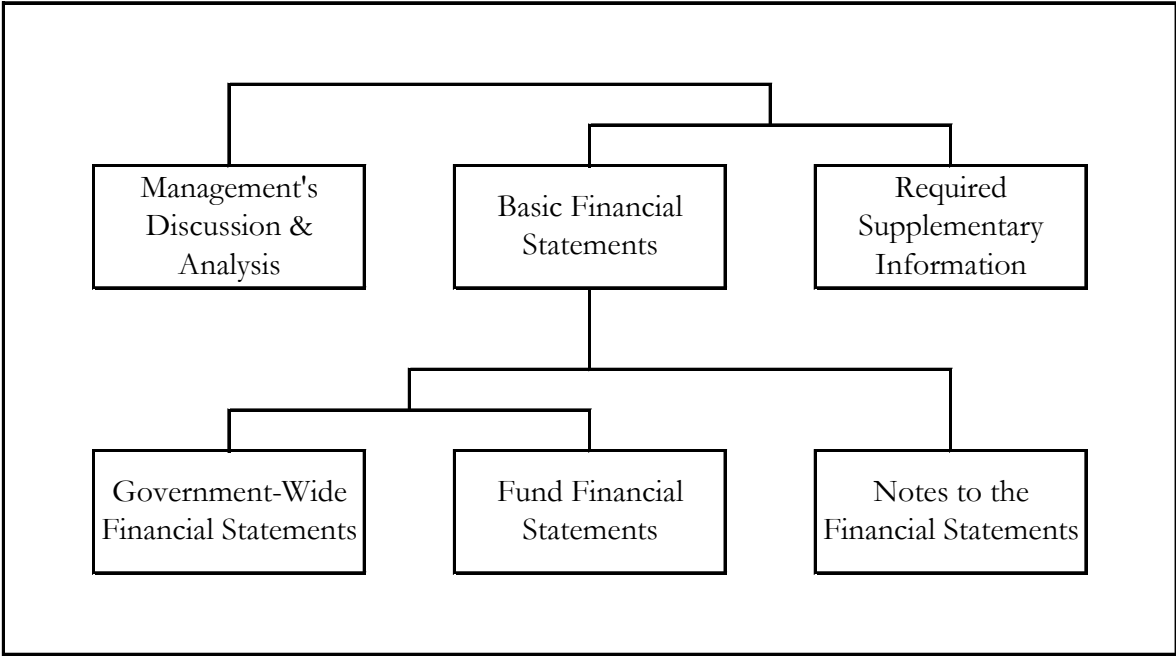 Management's
Discussion &
Analysis
Basic Financial
Statements
Required
Supplementary
Information
Government-Wide
Financial Statements
Fund Financial
Statements
Notes to the
Financial Statements